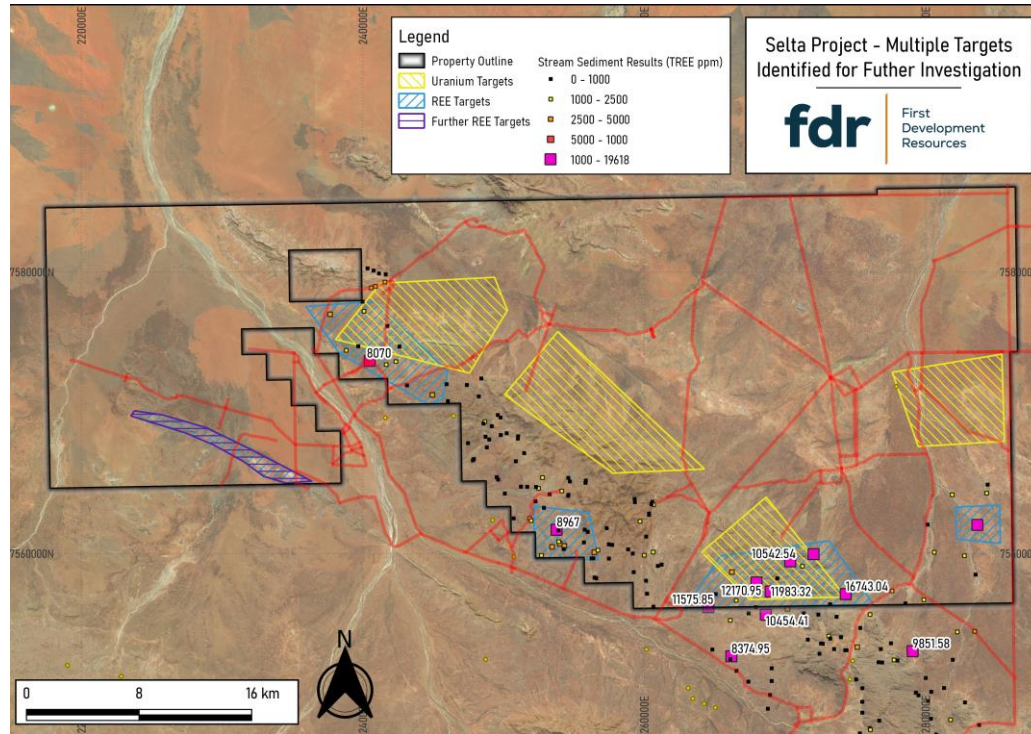 Legend
Property Outline
Uranium Targets
REE Targets
Further REE Targets
Stream Sediment Results (TREE ppm)
0 - 1000
1000 - 2500
2500 - 5000
5000 - 1000
1000 - 19618
Selta Project - Multiple Targets
Identified for Futher Investigation
fdr
First
Development
Resources
220000E
240000E
7580000N
8070
8967
7560000N
10542.54
12170.95
11983.32
16743.04
11575.85
10454.41
8374.95
9851.58
260000E
280000E
N
0
8
16 km